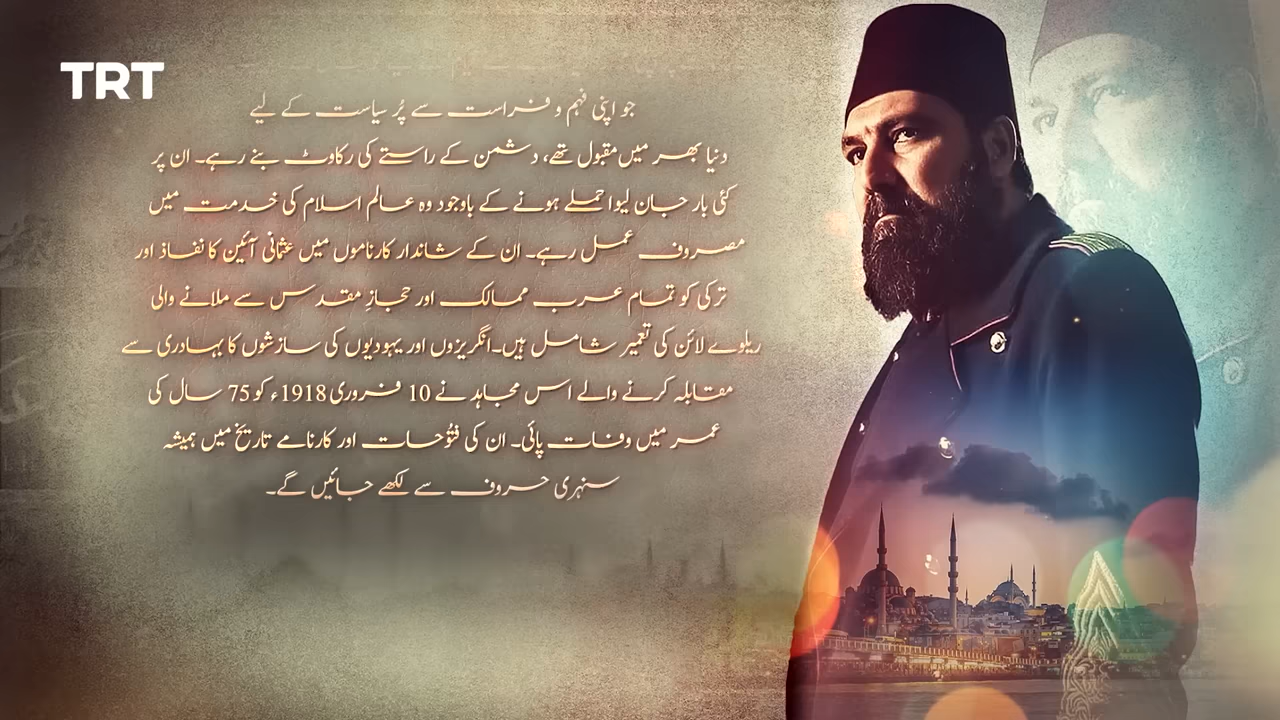 TRT
جو اپنی فہم و فراست سے پُر سیاست کے لیے
دنیا بھر میں مقبول تھے، دشمن کے راستے کی رکاوٹ بنے رہے۔ ان پر
کئی بار جان لیوا حملے ہونے کے باوجود وہ عالم اسلام کی خدمت میں
مصروف عمل رہے۔ ان کے شاندار کارناموں میں عثمانی آئین کا نفاذ اور
ترکی کو تمام عرب ممالک اور حجازِ مقدس سے ملانے والی
ریلوے لائن کی تعمیر شامل ہیں۔انگریزوں اور یہودیوں کی سازشوں کا بہادری سے
مقابلہ کرنے والے اس مجاہد نے 10 فروری 1918ء کو 75 سال کی
عمر میں وفات پائی۔ ان کی فتُوحات اور کارنامے تاریخ میں ہمیشہ
سنہری حروف سے لکھے جائیں گے۔